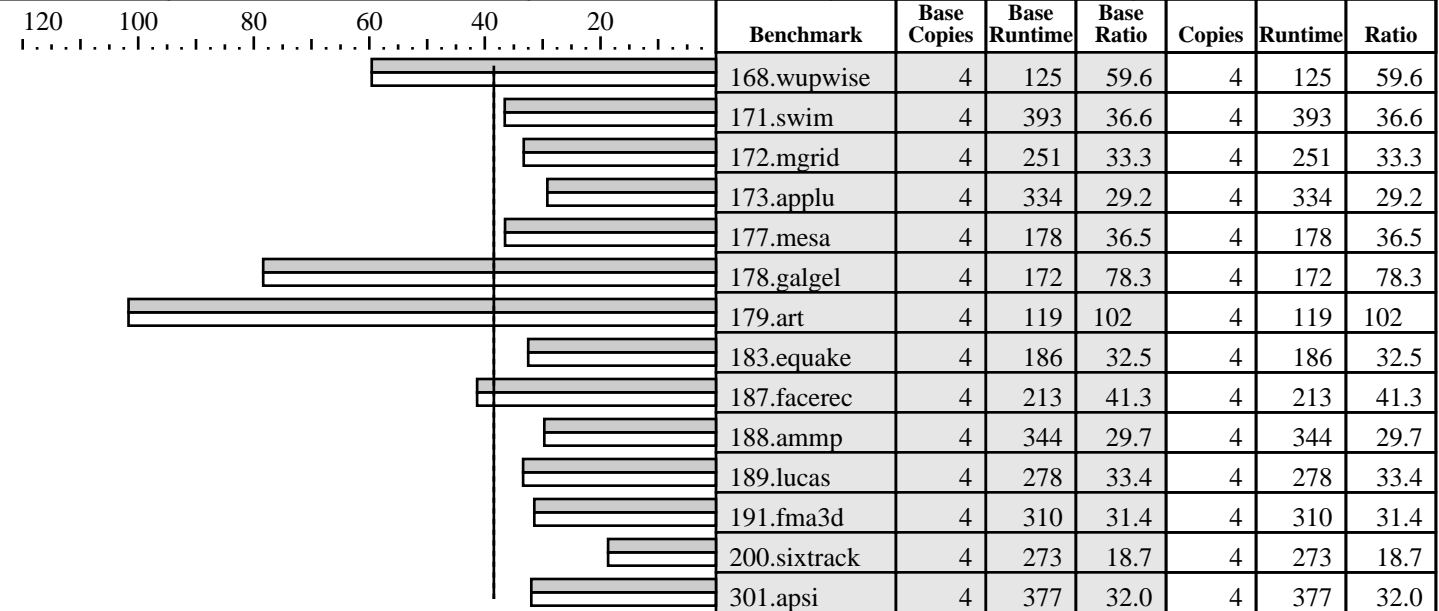 120 100 80 60 40 20
Benchmark Base Copies Base Runtime Base Ratio Copies Runtime Ratio
168.wupwise 4 125 59.6 4 125 59.6
171.swim 4 393 36.6 4 393 36.6
172.mgrid 4 251 33.3 4 251 33.3
173.applu 4 334 29.2 4 334 29.2
177.mesa 4 178 36.5 4 178 36.5
178.galgel 4 172 78.3 4 172 78.3
179.art 4 119 102 4 119 102
183.equake 4 186 32.5 4 186 32.5
187.facerec 4 213 41.3 4 213 41.3
188.ammp 4 344 29.7 4 344 29.7
189.lucas 4 278 33.4 4 278 33.4
191.fma3d 4 310 31.4 4 310 31.4
200.sixtrack 4 273 18.7 4 273 18.7
301.apsi 4 377 32.0 4 377 32.0